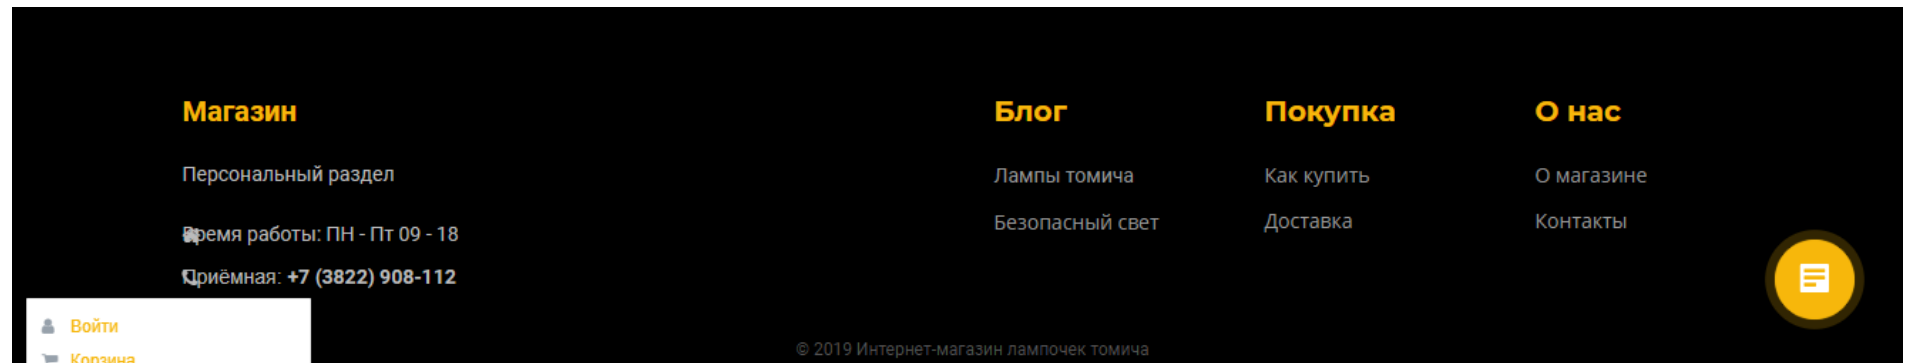 Магазин
Персональный раздел
Время работы: ПН - Пт 09 - 18
Приёмная: +7 (3822) 908-112
Блог
Лампы томича
Безопасный свет
Покупка
Как купить
Доставка
О нас
О магазине
Контакты
Войти
Корзина
© 2019 Интернет-магазин лампочек томича